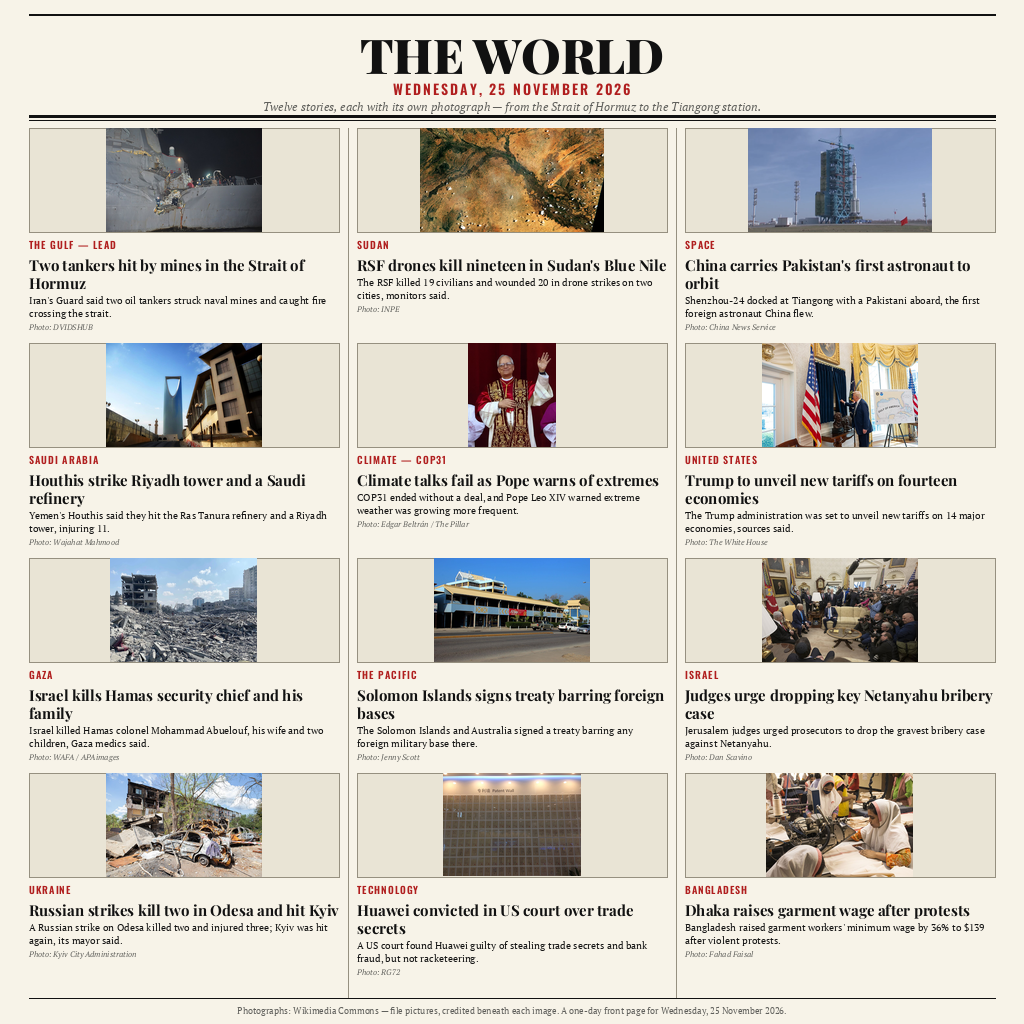 THE WORLD
WEDNESDAY, 25 NOVEMBER 2026
Twelve stories, each with its own photograph — from the Strait of Hormuz to the Tiangong station.
THE GULF — LEAD
Two tankers hit by mines in the Strait of
Hormuz
Iran's Guard said two oil tankers struck naval mines and caught fire
crossing the strait.
Photo: DVIDSHUB
SUDAN
RSF drones kill nineteen in Sudan's Blue Nile
The RSF killed 19 civilians and wounded 20 in drone strikes on two
cities, monitors said.
Photo: INPE
SPACE
China carries Pakistan's first astronaut to
orbit
Shenzhou-24 docked at Tiangong with a Pakistani aboard, the first
foreign astronaut China flew.
Photo: China News Service
SAUDI ARABIA
Houthis strike Riyadh tower and a Saudi
refinery
Yemen's Houthis said they hit the Ras Tanura refinery and a Riyadh
tower, injuring 11.
Photo: Wajahat Mahmood
CLIMATE — COP31
Climate talks fail as Pope warns of extremes
COP31 ended without a deal, and Pope Leo XIV warned extreme
weather was growing more frequent.
Photo: Edgar Beltrán / The Pillar
UNITED STATES
Trump to unveil new tariffs on fourteen
economies
The Trump administration was set to unveil new tariffs on 14 major
economies, sources said.
Photo: The White House
GAZA
Israel kills Hamas security chief and his
family
Israel killed Hamas colonel Mohammad Abuelouf, his wife and two
children, Gaza medics said.
Photo: WAFA / APAimages
THE PACIFIC
Solomon Islands signs treaty barring foreign
bases
The Solomon Islands and Australia signed a treaty barring any
foreign military base there.
Photo: Jenny Scott
ISRAEL
Judges urge dropping key Netanyahu bribery
case
Jerusalem judges urged prosecutors to drop the gravest bribery case
against Netanyahu.
Photo: Dan Scavino
UKRAINE
Russian strikes kill two in Odesa and hit Kyiv
A Russian strike on Odesa killed two and injured three; Kyiv was hit
again, its mayor said.
Photo: Kyiv City Administration
TECHNOLOGY
Huawei convicted in US court over trade
secrets
A US court found Huawei guilty of stealing trade secrets and bank
fraud, but not racketeering.
Photo: RG72
BANGLADESH
Dhaka raises garment wage after protests
Bangladesh raised garment workers' minimum wage by 36% to $139
after violent protests.
Photo: Fahad Faisal
Photographs: Wikimedia Commons — file pictures, credited beneath each image. A one-day front page for Wednesday, 25 November 2026.